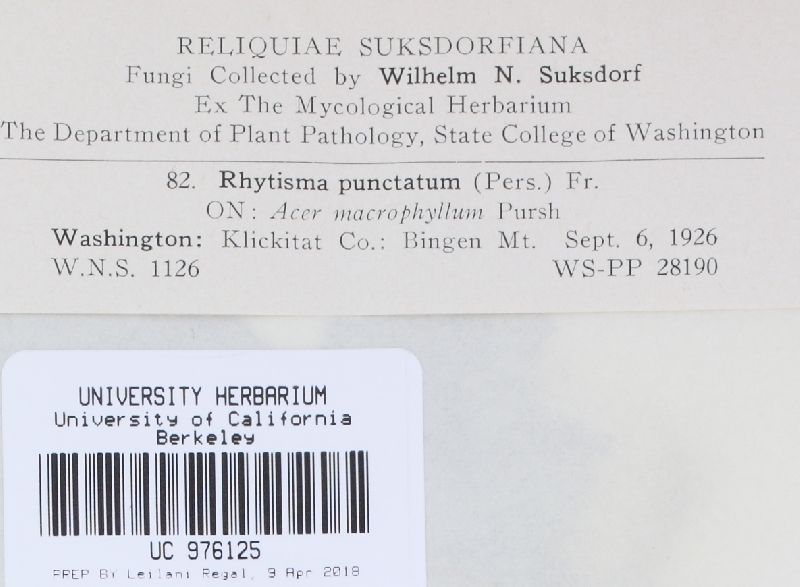 RELIQUIAE SUKSDORFIANA
Fungi Collected by Wilhelm N. Suksdorf
Ex The Mycological Herbarium
The Department of Plant Pathology, State College of Washington
82. Rhytisma punctatum (Pers.) Fr.
ON: Acer macrophyllum Pursh
Washington: Klickitat Co.: Bingen Mt. Sept. 6, 1926
W.N.S. 1126 WS-PP 28190
UNIVERSITY HERBARIUM
University of California
Berkeley
UC 976125
PREP BY Leilani Regal, 9 Apr 2018